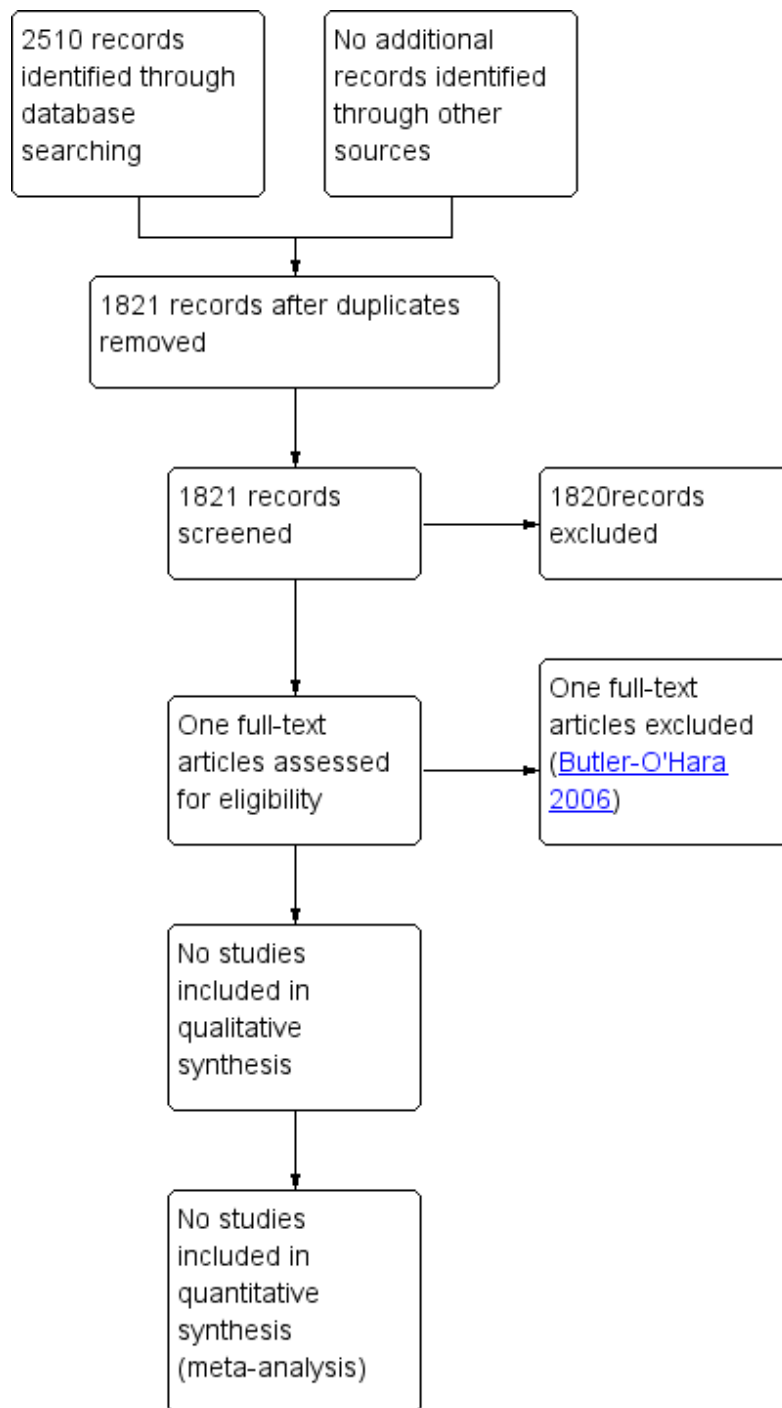 2510 records
identified through
database
searching
No additional
records identified
through other
sources
1821 records after duplicates
removed
1821 records
screened
1820records
excluded
One full-text
articles assessed
for eligibility
One full-text
articles excluded
(Butler-O'Hara
2006)
No studies
included in
qualitative
synthesis
No studies
included in
quantitative
synthesis
(meta-analysis)